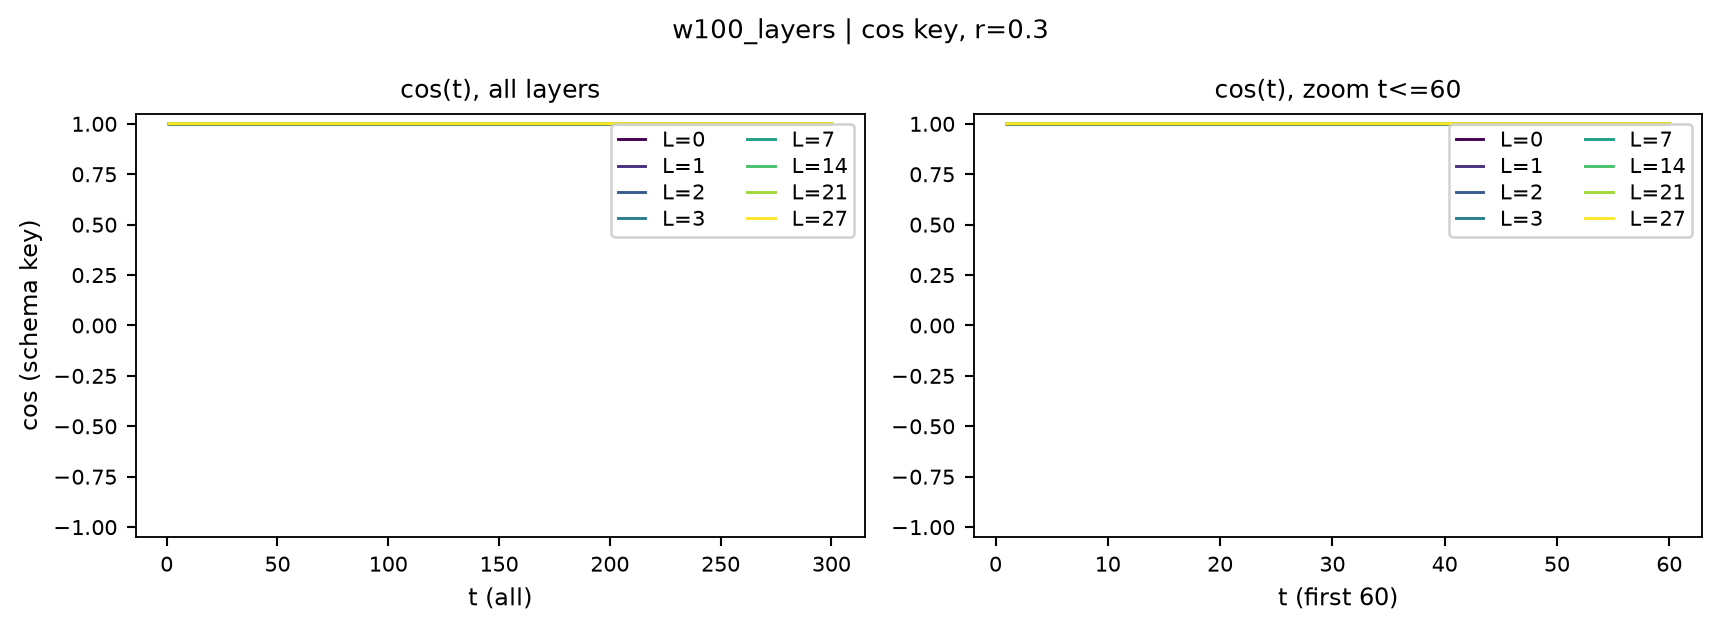 w100_layers | cos key, r=0.3
cos(t), all layers
cos (schema key)
1.00
0.75
0.50
0.25
0.00
−0.25
−0.50
−0.75
−1.00
L=0 L=7
L=1 L=14
L=2 L=21
L=3 L=27
0 50 100 150 200 250 300
t (all)
cos(t), zoom t<=60
1.00
0.75
0.50
0.25
0.00
−0.25
−0.50
−0.75
−1.00
L=0 L=7
L=1 L=14
L=2 L=21
L=3 L=27
0 10 20 30 40 50 60
t (first 60)